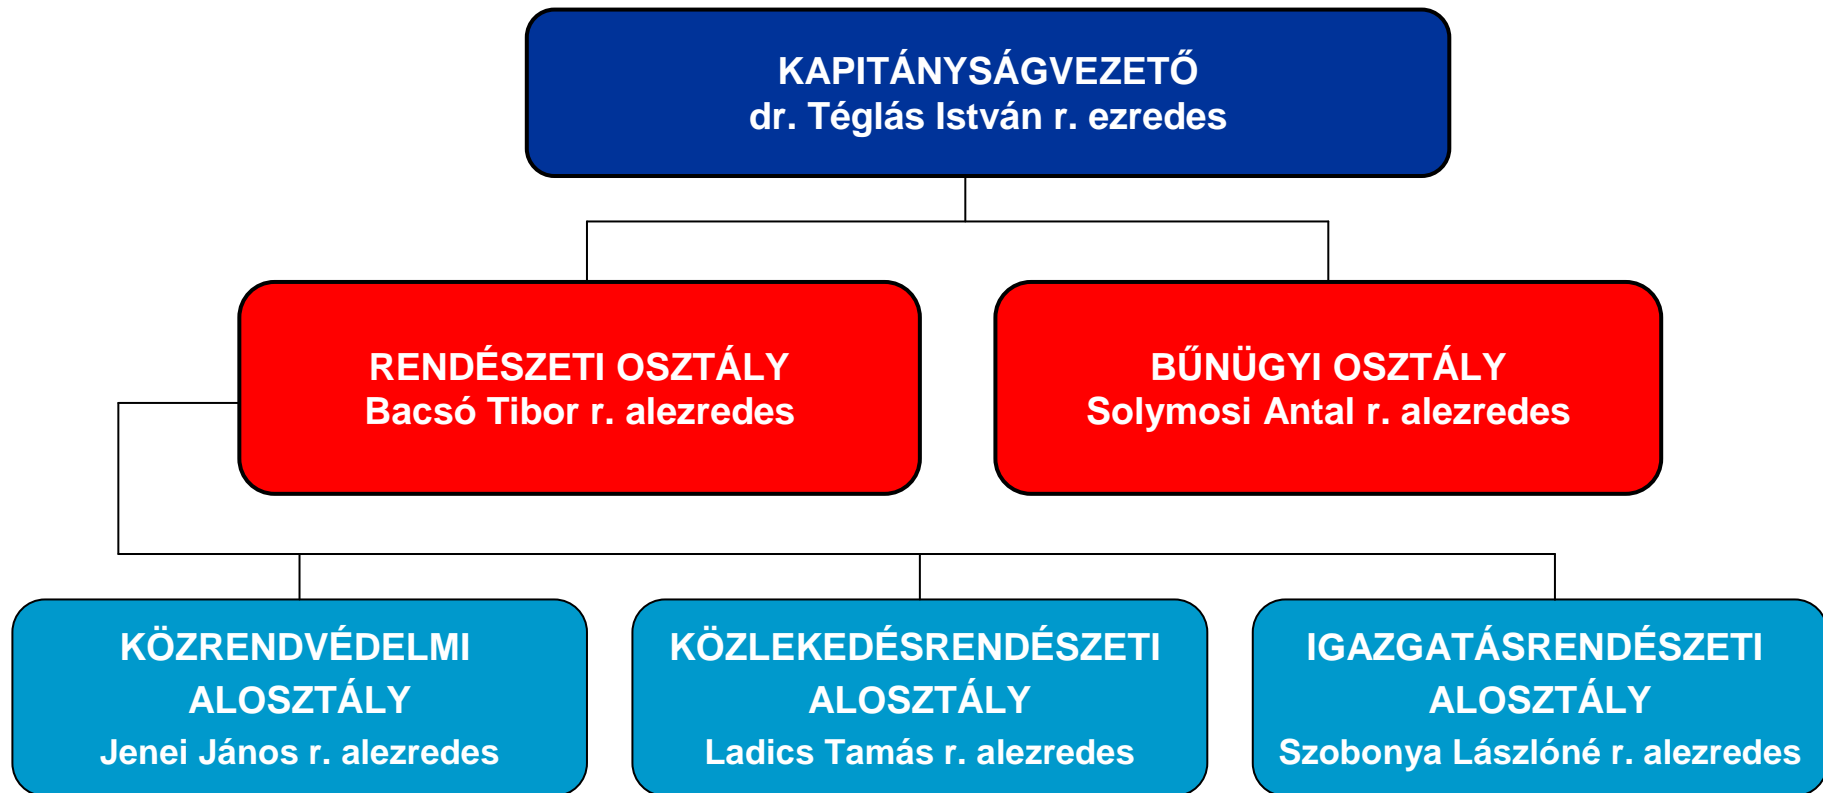 KAPITÁNYSÁGVEZETŐ
dr. Téglás István r. ezredes
RENDÉSZETI OSZTÁLY
Bacsó Tibor r. alezredes
BŰNÜGYI OSZTÁLY
Solymosi Antal r. alezredes
KÖZRENDVÉDELMI
ALOSZTÁLY
Jenei János r. alezredes
KÖZLEKEDÉSRENDÉSZETI
ALOSZTÁLY
Ladics Tamás r. alezredes
IGAZGATÁSRENDÉSZETI
ALOSZTÁLY
Szobonya Lászlóné r. alezredes